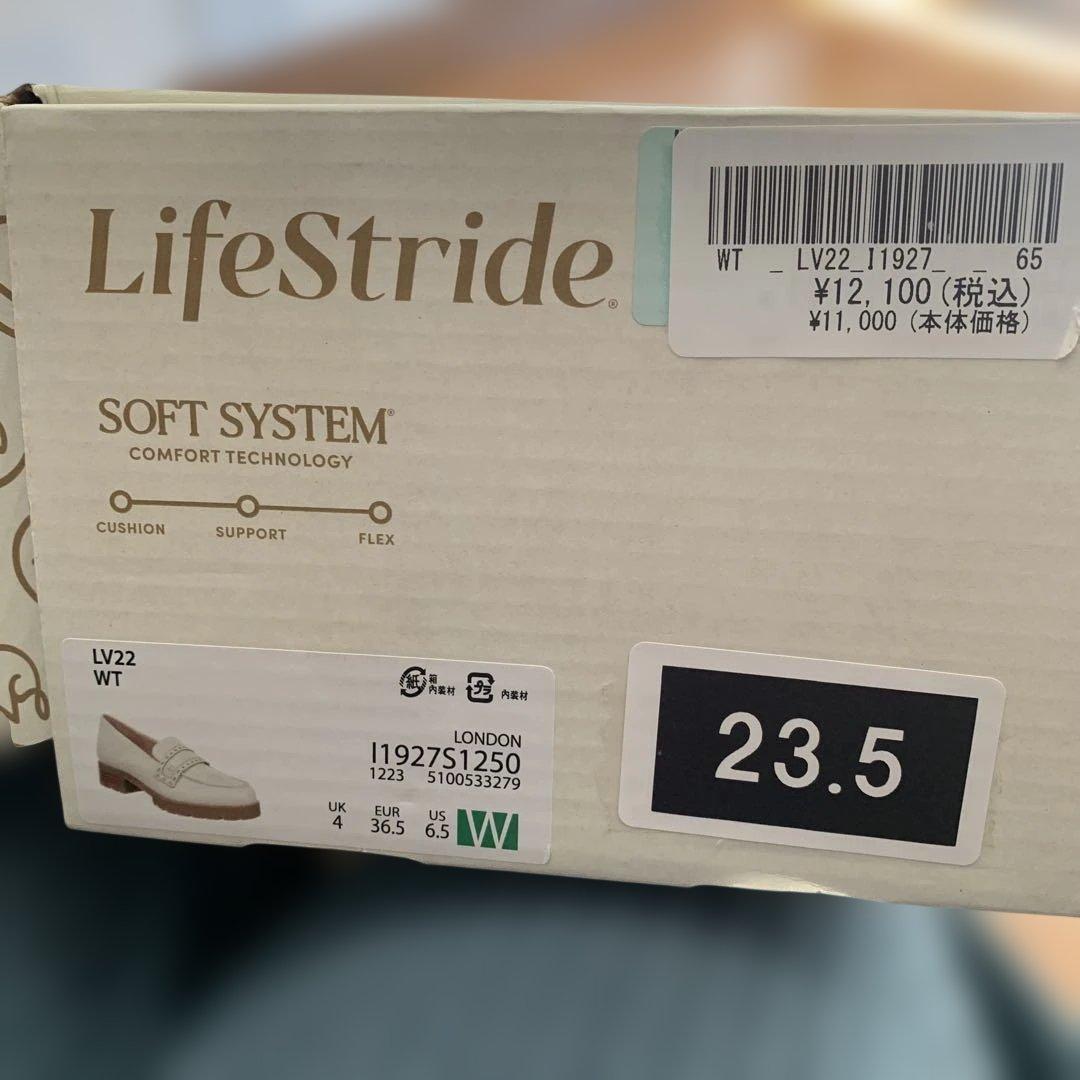 LifeStride®
WT _ LV22_I1927_ _ 65
¥12,100(税込)
¥11,000(本体価格)
SOFT SYSTEM®
COMFORT TECHNOLOGY
CUSHION SUPPORT FLEX
LV22
WT
紙 箱
内装材
プラ 内装材
LONDON
I1927S1250
1223 5100533279
UK EUR US
4 36.5 6.5 W
23.5